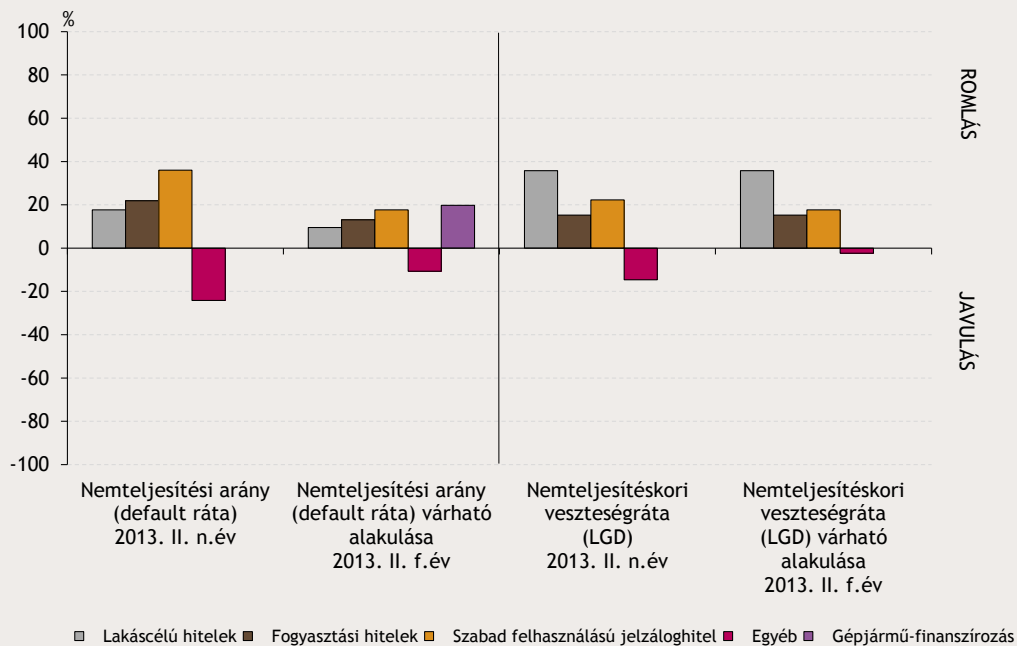 %
100
80
60
40
20
0
-20
-40
-60
-80
-100
ROMLÁS
JAVULÁS
Nemteljesítési arány
(default ráta)
2013. II. n.év
Nemteljesítési arány
(default ráta) várható
alakulása
2013. II. f.év
Nemteljesítéskori
veszteségráta
(LGD)
2013. II. n.év
Nemteljesítéskori
veszteségráta
(LGD) várható
alakulása
2013. II. f.év
Lakáscélú hitelek Fogyasztási hitelek Szabad felhasználású jelzáloghitel Egyéb Gépjármű-finanszírozás